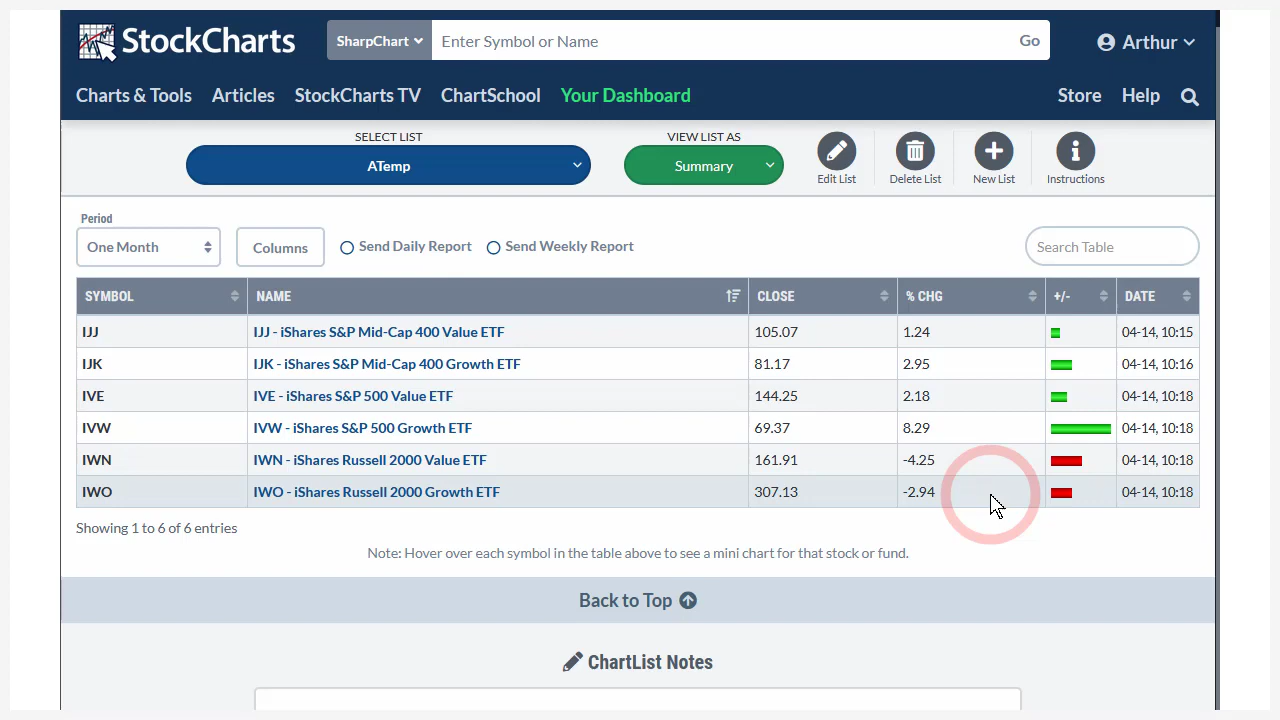 StockCharts SharpChart Enter Symbol or Name Go Arthur
Charts & Tools Articles StockCharts TV ChartSchool Your Dashboard Store Help
SELECT LIST VIEW LIST AS
ATemp Summary Edit List Delete List New List Instructions
Period
One Month Columns Send Daily Report Send Weekly Report Search Table
SYMBOL NAME CLOSE % CHG +/- DATE
IJJ IJJ - iShares S&P Mid-Cap 400 Value ETF 105.07 1.24 04-14, 10:15
IJK IJK - iShares S&P Mid-Cap 400 Growth ETF 81.17 2.95 04-14, 10:16
IVE IVE - iShares S&P 500 Value ETF 144.25 2.18 04-14, 10:18
IVW IVW - iShares S&P 500 Growth ETF 69.37 8.29 04-14, 10:18
IWN IWN - iShares Russell 2000 Value ETF 161.91 -4.25 04-14, 10:18
IWO IWO - iShares Russell 2000 Growth ETF 307.13 -2.94 04-14, 10:18
Showing 1 to 6 of 6 entries
Note: Hover over each symbol in the table above to see a mini chart for that stock or fund.
Back to Top
ChartList Notes